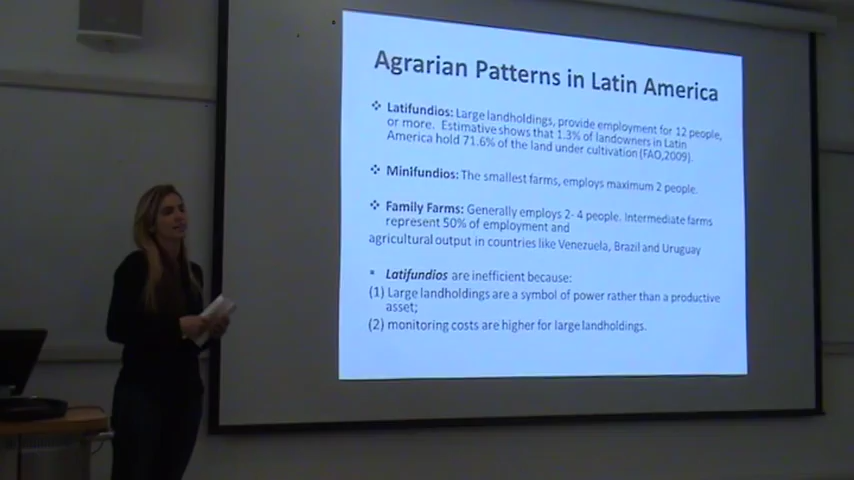 Agrarian Patterns in Latin America
❖ Latifundios: Large landholdings, provide employment for 12 people,
or more. Estimative shows that 1.3% of landowners in Latin
America hold 71.6% of the land under cultivation (FAO,2009).
❖ Minifundios: The smallest farms, employs maximum 2 people.
❖ Family Farms: Generally employs 2- 4 people. Intermediate farms
represent 50% of employment and
agricultural output in countries like Venezuela, Brazil and Uruguay
▪ Latifundios are inefficient because:
(1) Large landholdings are a symbol of power rather than a productive
asset;
(2) monitoring costs are higher for large landholdings.